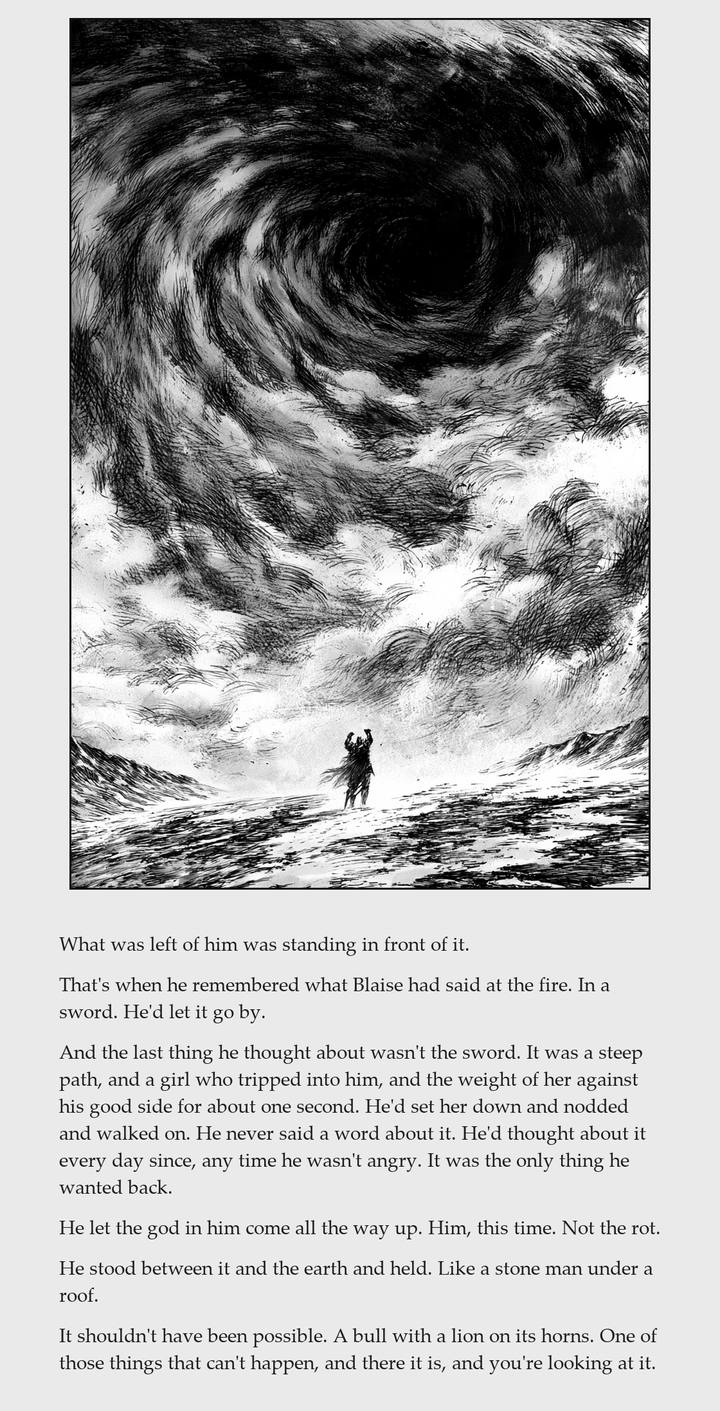 What was left of him was standing in front of it.
That's when he remembered what Blaise had said at the fire. In a
sword. He'd let it go by.
And the last thing he thought about wasn't the sword. It was a steep
path, and a girl who tripped into him, and the weight of her against
his good side for about one second. He'd set her down and nodded
and walked on. He never said a word about it. He'd thought about it
every day since, any time he wasn't angry. It was the only thing he
wanted back.
He let the god in him come all the way up. Him, this time. Not the rot.
He stood between it and the earth and held. Like a stone man under a
roof.
It shouldn't have been possible. A bull with a lion on its horns. One of
those things that can't happen, and there it is, and you're looking at it.